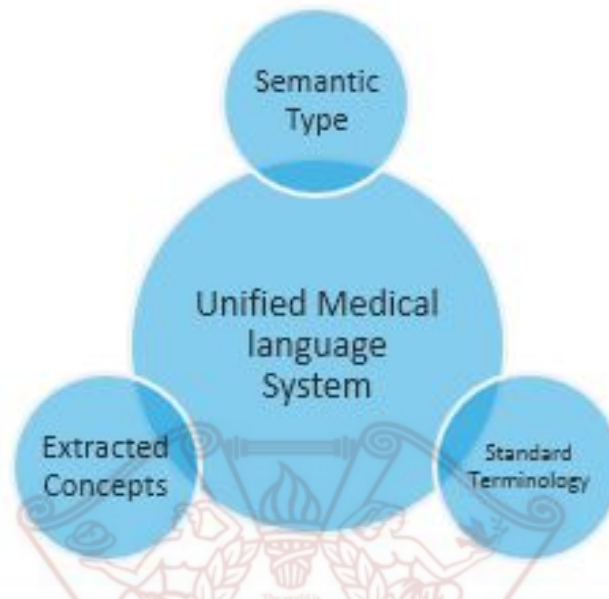 Semantic
Type
Unified Medical
language
System
Extracted
Concepts
Standard
Terminology